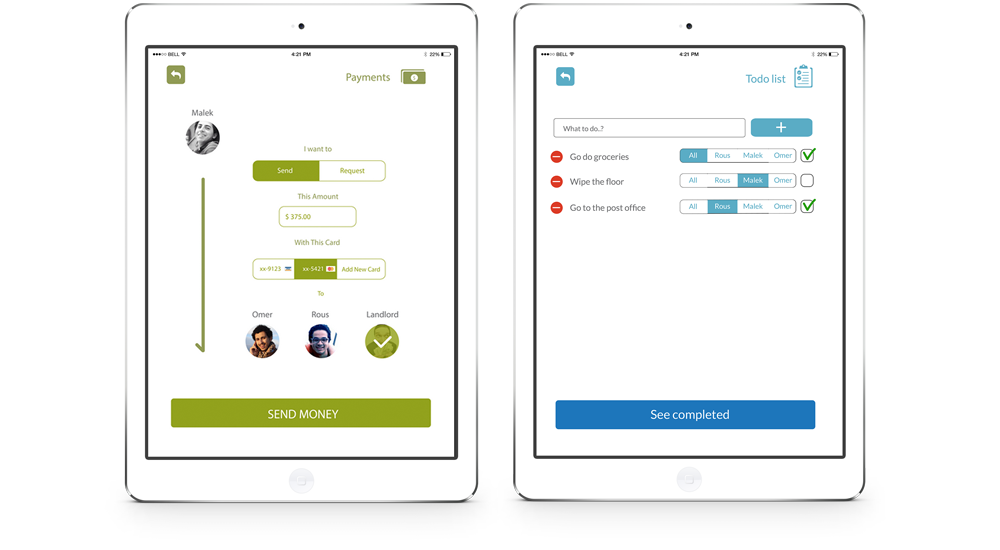 BELL 4:21 PM 22%
Payments
Malek
I want to
Send Request
This Amount
$ 375.00
With This Card
xx-9123 xx-5421 Add New Card
To
Omer Rous Landlord
SEND MONEY
BELL 4:21 PM 22%
Todo list
What to do..? +
Go do groceries All Rous Malek Omer
Wipe the floor All Rous Malek Omer
Go to the post office All Rous Malek Omer
See completed